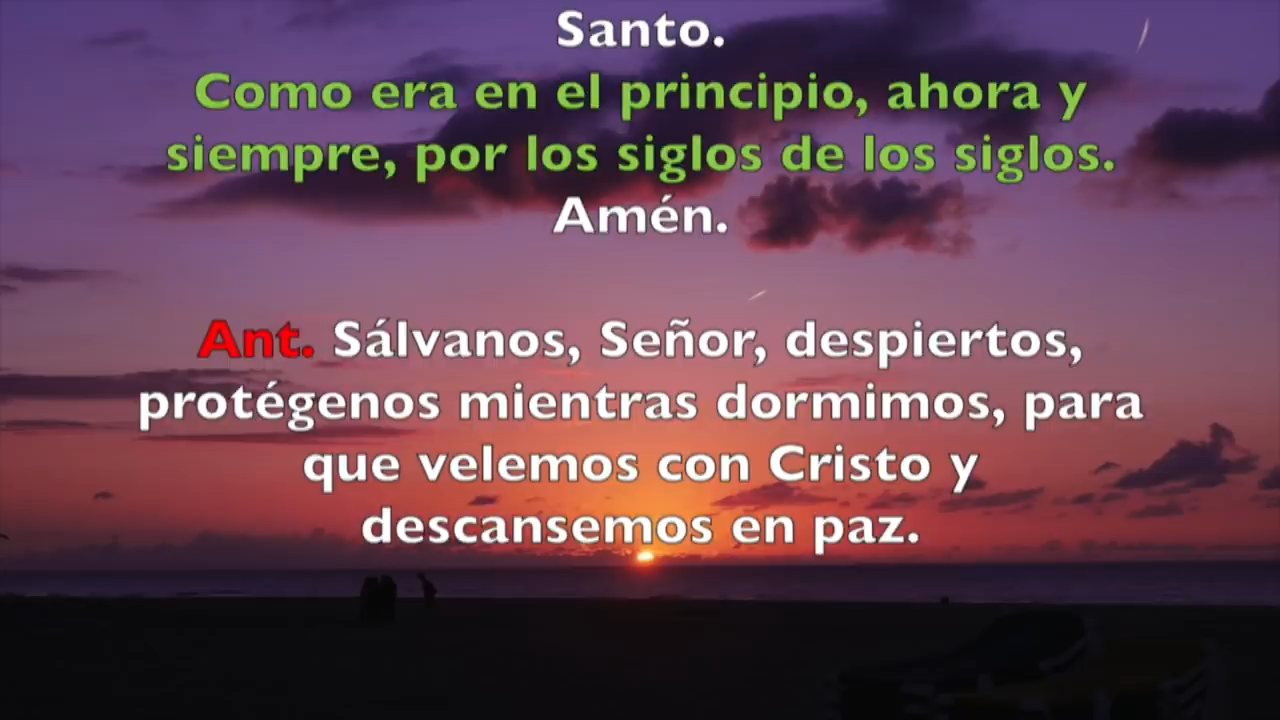 Santo.
Como era en el principio, ahora y
siempre, por los siglos de los siglos.
Amén.
Ant. Sálvanos, Señor, despiertos,
protégenos mientras dormimos, para
que velemos con Cristo y
descansemos en paz.